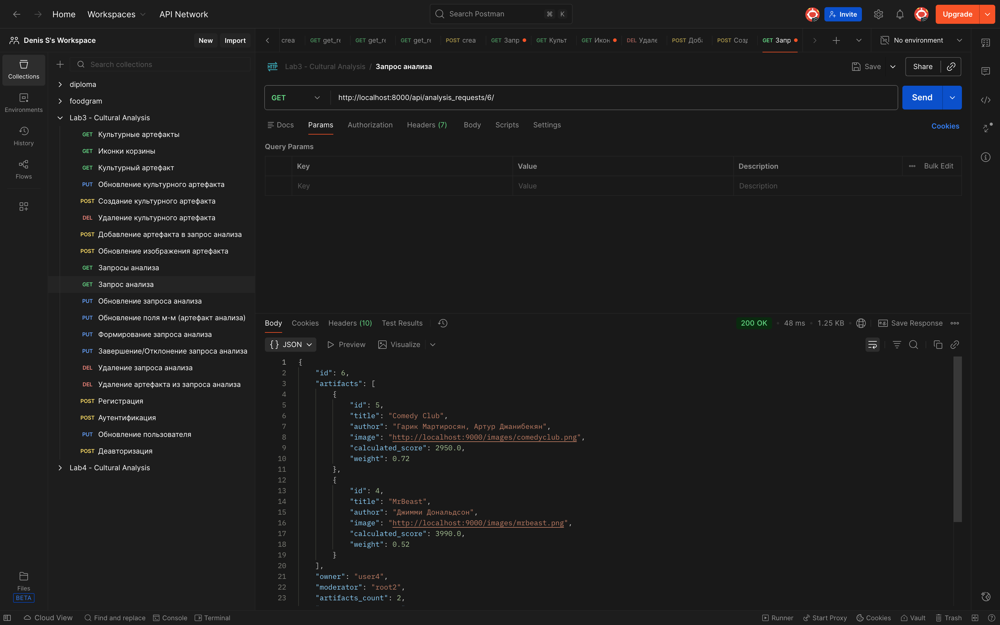 Home Workspaces API Network Search Postman ⌘ K Invite Upgrade
Denis S's Workspace New Import
crea GET get_re GET get_re GET get_re POST crea GET Запр GET Культ GET Икон DEL Удале POST Доба POST Созд GET Запр No environment
Collections
Environments
History
Flows
Files
BETA
Search collections
diploma
foodgram
Lab3 - Cultural Analysis
GET Культурные артефакты
GET Иконки корзины
GET Культурный артефакт
PUT Обновление культурного артефакта
POST Создание культурного артефакта
DEL Удаление культурного артефакта
POST Добавление артефакта в запрос анализа
POST Обновление изображения артефакта
GET Запросы анализа
GET Запрос анализа
PUT Обновление запроса анализа
PUT Обновление поля м-м (артефакт анализа)
PUT Формирование запроса анализа
PUT Завершение/Отклонение запроса анализа
DEL Удаление запроса анализа
DEL Удаление артефакта из запроса анализа
POST Регистрация
POST Аутентификация
PUT Обновление пользователя
POST Деавторизация
Lab4 - Cultural Analysis
HTTP Lab3 - Cultural Analysis / Запрос анализа Save Share
GET http://localhost:8000/api/analysis_requests/6/ Send
Docs Params Authorization Headers (7) Body Scripts Settings Cookies
Query Params
Key Value Description Bulk Edit
Key Value Description
Body Cookies Headers (10) Test Results 200 OK • 48 ms • 1.25 KB • e.g. Save Response
{} JSON Preview Visualize
1 {
2 "id": 6,
3 "artifacts": [
4 {
5 "id": 5,
6 "title": "Comedy Club",
7 "author": "Гарик Мартиросян, Артур Джанибекян",
8 "image": "http://localhost:9000/images/comedyclub.png",
9 "calculated_score": 2950.0,
10 "weight": 0.72
11 },
12 {
13 "id": 4,
14 "title": "MrBeast",
15 "author": "Джимми Дональдсон",
16 "image": "http://localhost:9000/images/mrbeast.png",
17 "calculated_score": 3990.0,
18 "weight": 0.52
19 }
20 ],
21 "owner": "user4",
22 "moderator": "root2",
23 "artifacts_count": 2,
Cloud View Find and replace Console Terminal Runner Start Proxy Cookies Vault Trash